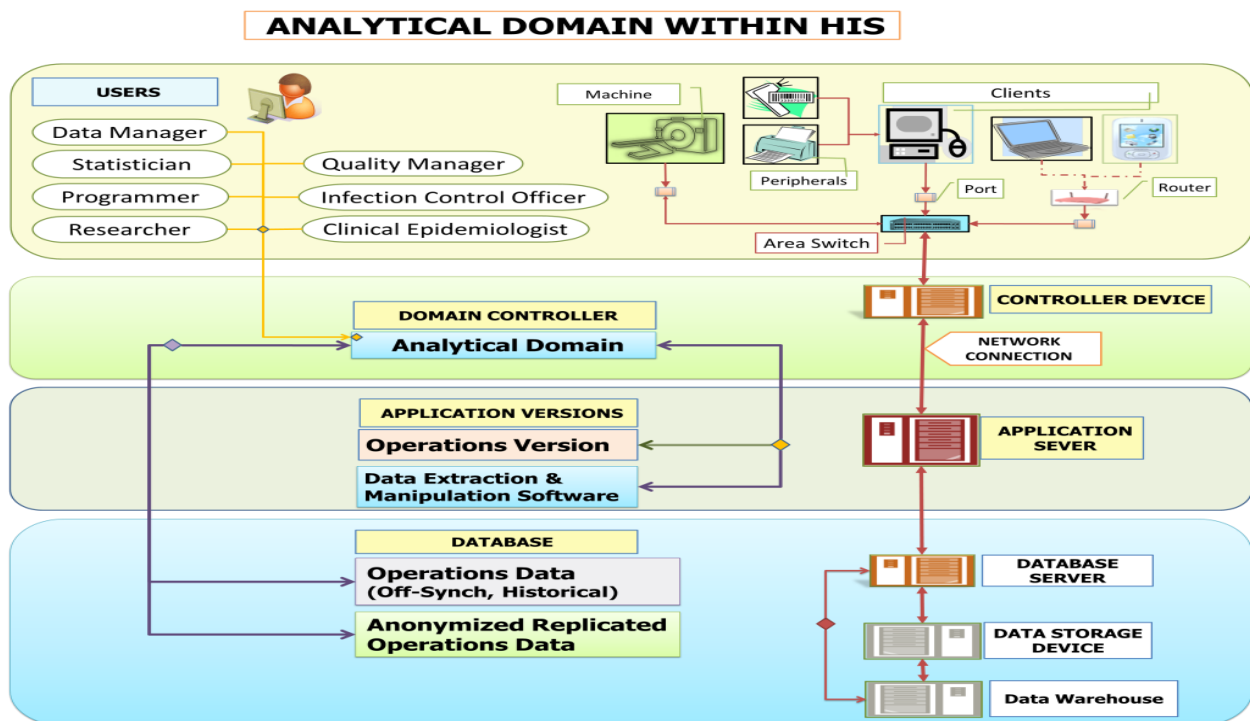 ANALYTICAL DOMAIN WITHIN HIS
USERS
Data Manager
Statistician
Quality Manager
Programmer
Infection Control Officer
Researcher
Clinical Epidemiologist
Machine
Clients
Peripherals
Port
Router
Area Switch
DOMAIN CONTROLLER
Analytical Domain
CONTROLLER DEVICE
NETWORK
CONNECTION
APPLICATION VERSIONS
Operations Version
Data Extraction &
Manipulation Software
APPLICATION
SEVER
DATABASE
Operations Data
(Off-Synch, Historical)
Anonymized Replicated
Operations Data
DATABASE
SERVER
DATA STORAGE
DEVICE
Data Warehouse